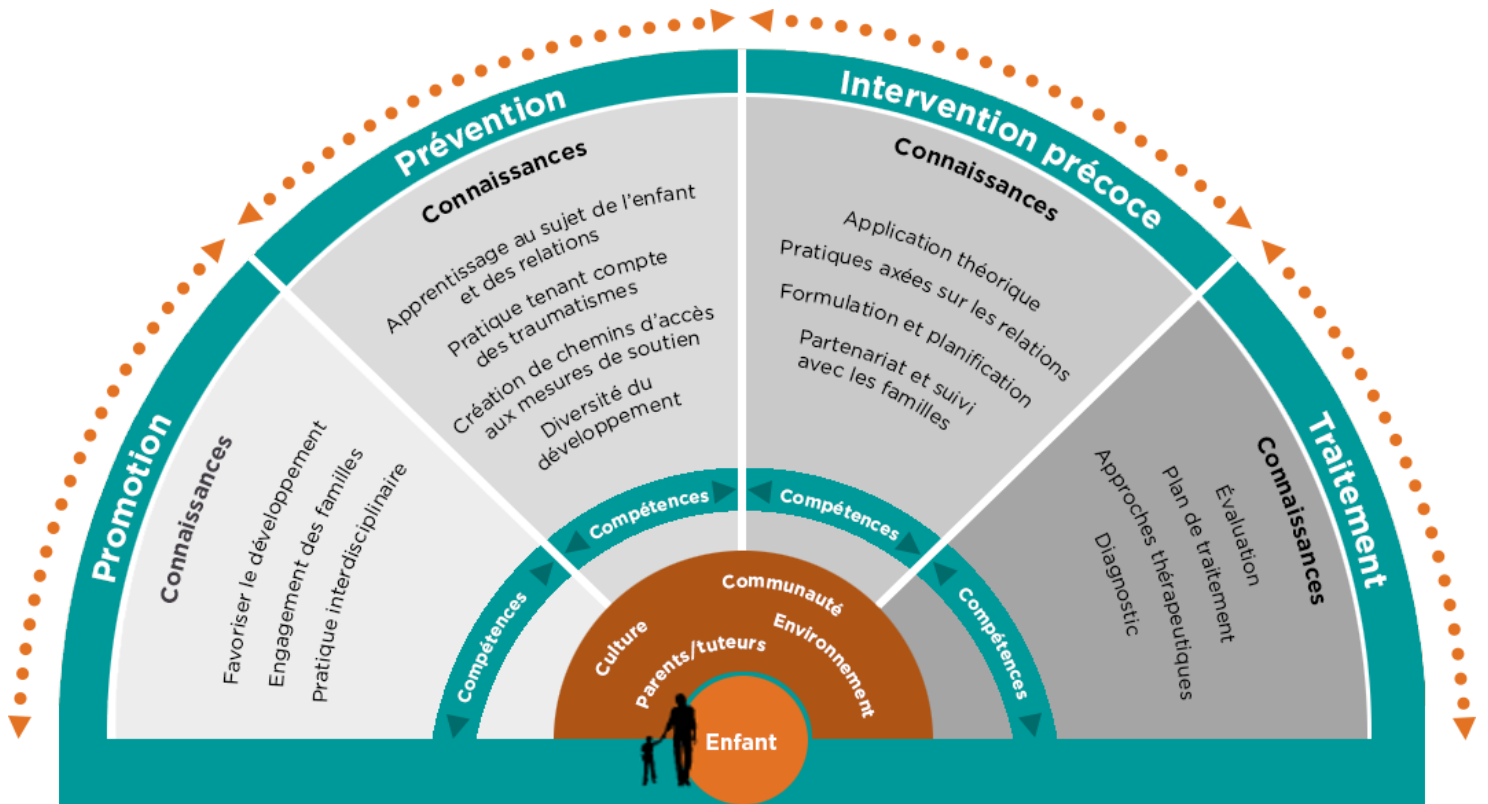 Promotion
Connaissances
Favoriser le développement
Engagement des familles
Pratique interdisciplinaire
Compétences
Prévention
Connaissances
Apprentissage au sujet de l’enfant
et des relations
Pratique tenant compte
des traumatismes
Création de chemins d’accès
aux mesures de soutien
Diversité du
développement
Compétences
Intervention précoce
Connaissances
Application théorique
Pratiques axées sur les relations
Formulation et planification
Partenariat et suivi
avec les familles
Compétences
Traitement
Connaissances
Évaluation
Plan de traitement
Approches thérapeutiques
Diagnostic
Compétences
Culture
Communauté
Parents/tuteurs
Environnement
Enfant